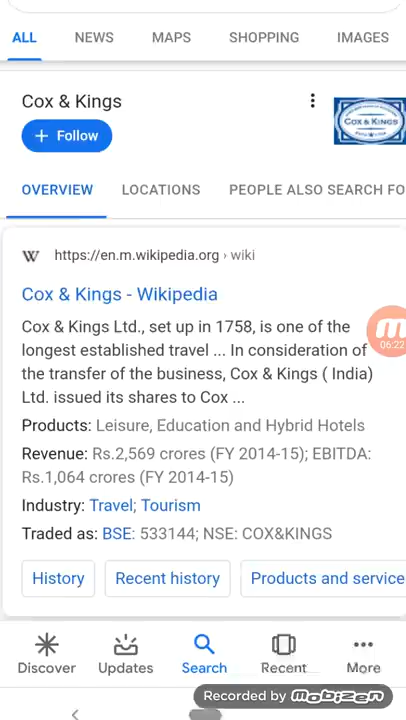 ALL NEWS MAPS SHOPPING IMAGES
Cox & Kings
COX & KINGS
+ Follow
OVERVIEW LOCATIONS PEOPLE ALSO SEARCH FO
W https://en.m.wikipedia.org › wiki
Cox & Kings - Wikipedia
Cox & Kings Ltd., set up in 1758, is one of the
longest established travel ... In consideration of
the transfer of the business, Cox & Kings ( India)
Ltd. issued its shares to Cox ...
06:22
Products: Leisure, Education and Hybrid Hotels
Revenue: Rs.2,569 crores (FY 2014-15); EBITDA:
Rs.1,064 crores (FY 2014-15)
Industry: Travel; Tourism
Traded as: BSE: 533144; NSE: COX&KINGS
History Recent history Products and service
Discover Updates Search Recent More
Recorded by mobizen